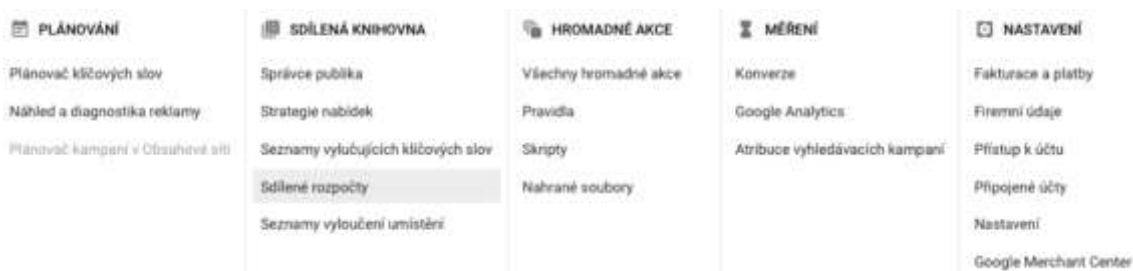 PLÁNOVÁNÍ
Plánovač klíčových slov
Náhled a diagnostika reklamy
Plánovač kampaní v Obsahové síti
SDÍLENÁ KNIHOVNA
Správce publika
Strategie nabídek
Seznamy vylučujících klíčových slov
Sdílené rozpočty
Seznamy vyloučení umístění
HROMADNÉ AKCE
Všechny hromadné akce
Pravidla
Skripty
Nahrané soubory
MĚŘENÍ
Konverze
Google Analytics
Atribuce vyhledávacích kampaní
NASTAVENÍ
Fakturace a platby
Firemní údaje
Přístup k účtu
Připojené účty
Nastavení
Google Merchant Center